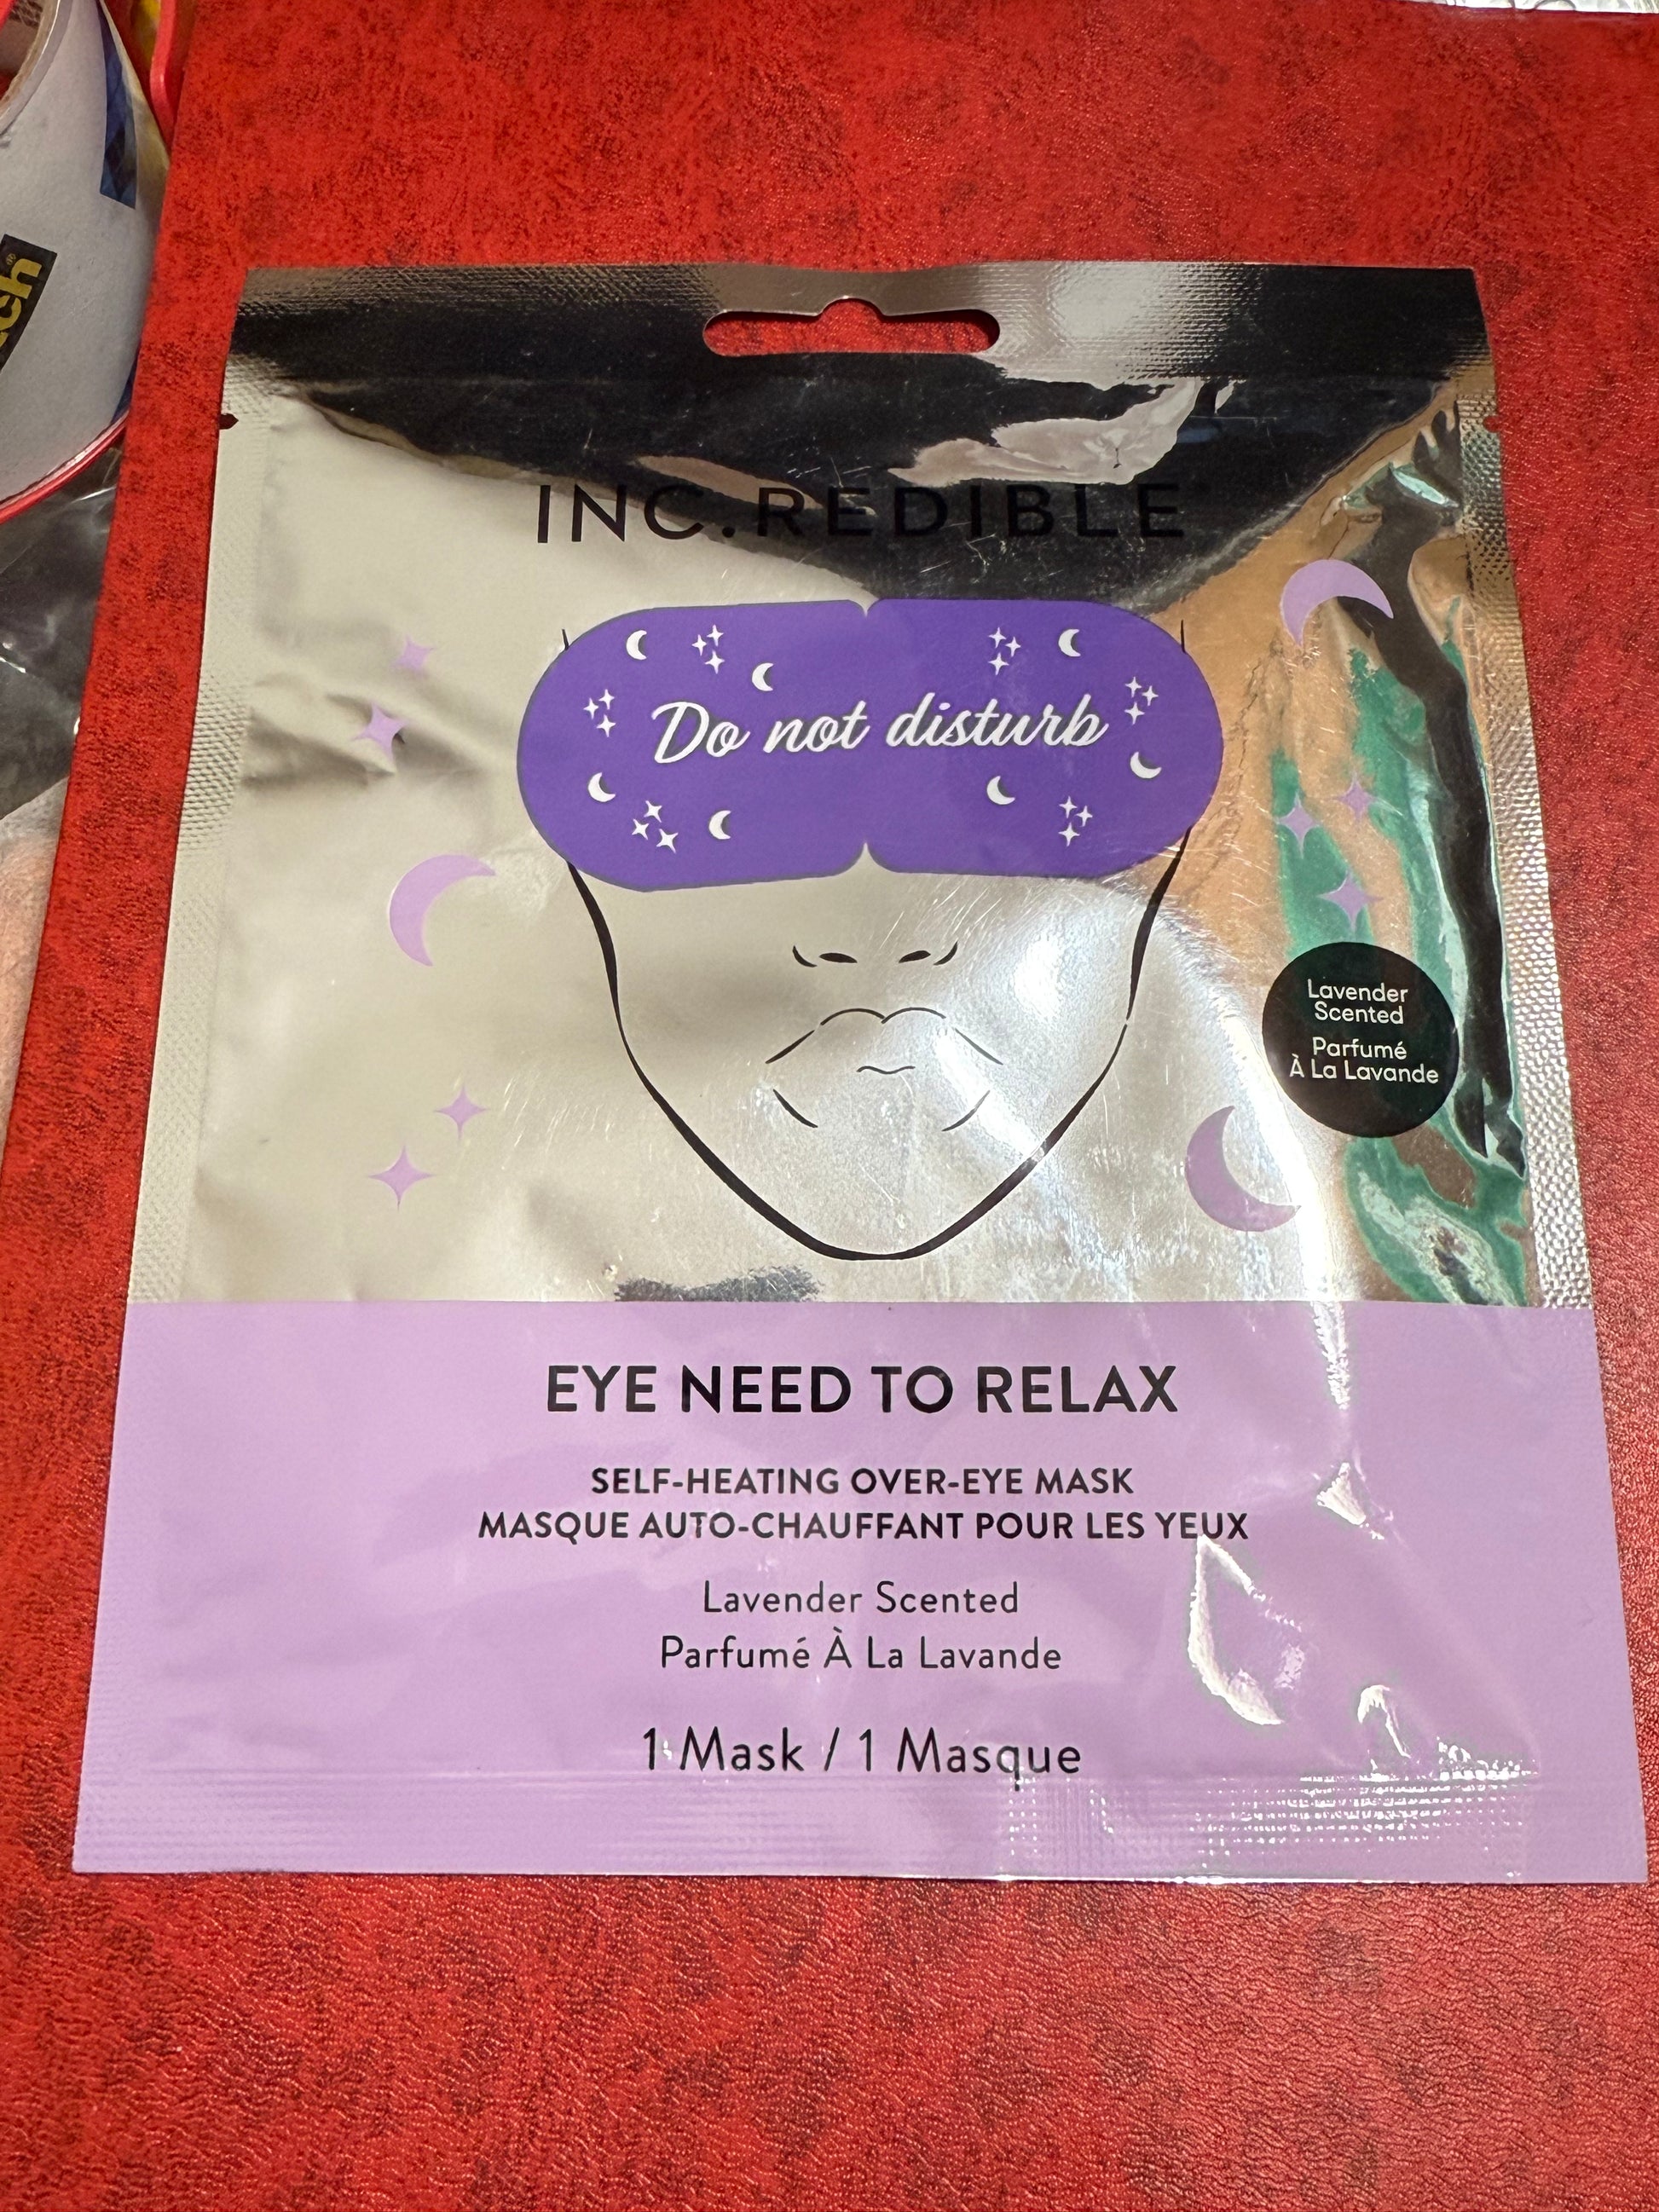 INC.REDIBLE
Do not disturb
Lavender
Scented
Parfumé
À La Lavande
EYE NEED TO RELAX
SELF-HEATING OVER-EYE MASK
MASQUE AUTO-CHAUFFANT POUR LES YEUX
Lavender Scented
Parfumé À La Lavande
1 Mask / 1 Masque